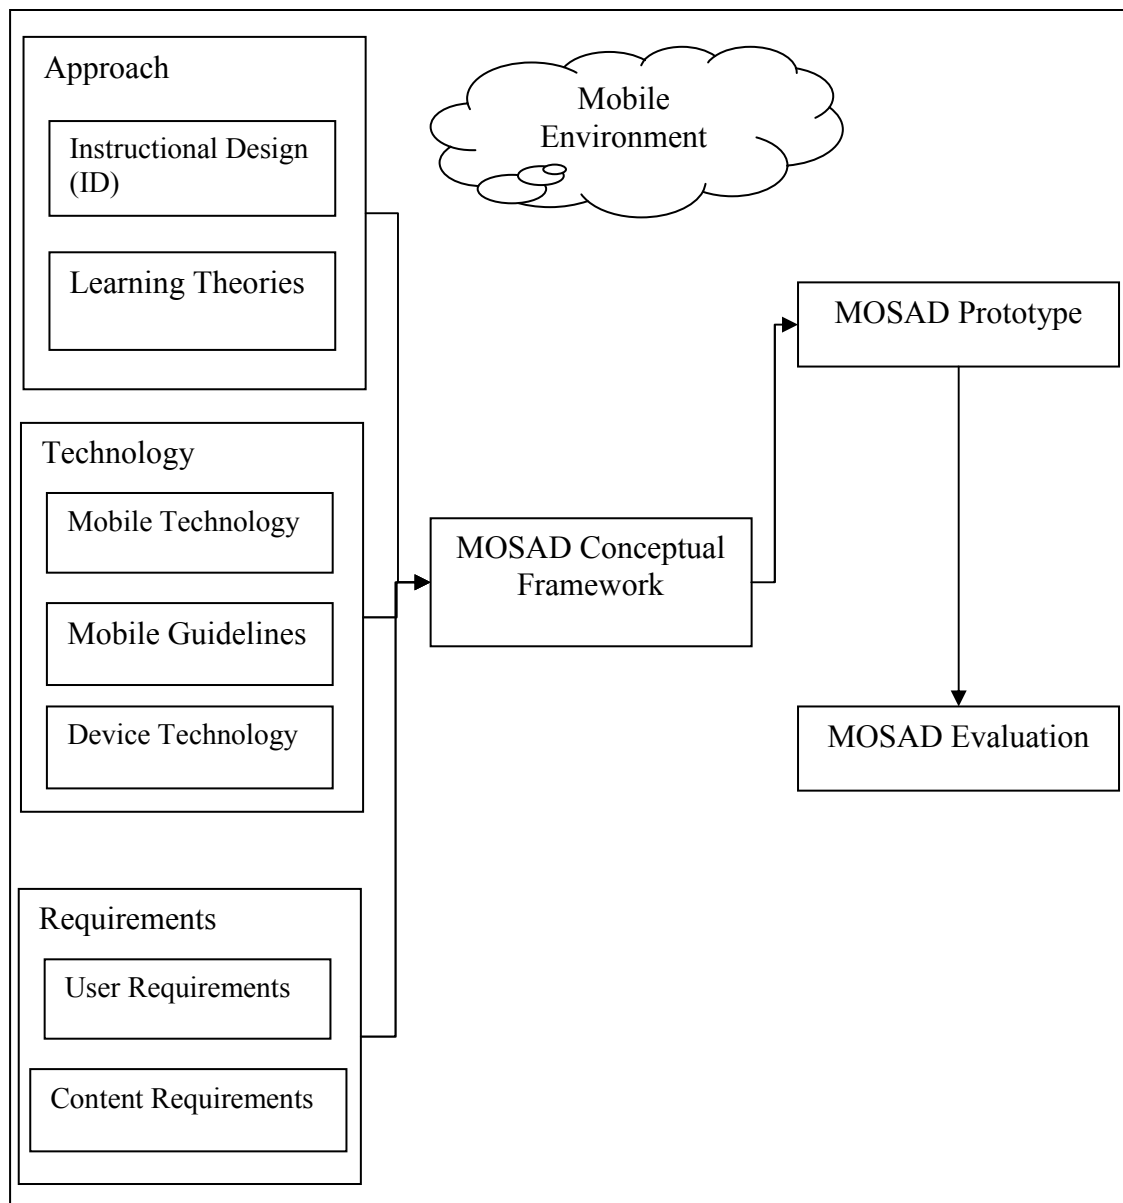 Approach
Instructional Design
(ID)
Learning Theories
Mobile
Environment
Technology
Mobile Technology
Mobile Guidelines
Device Technology
Requirements
User Requirements
Content Requirements
MOSAD Conceptual
Framework
MOSAD Prototype
MOSAD Evaluation